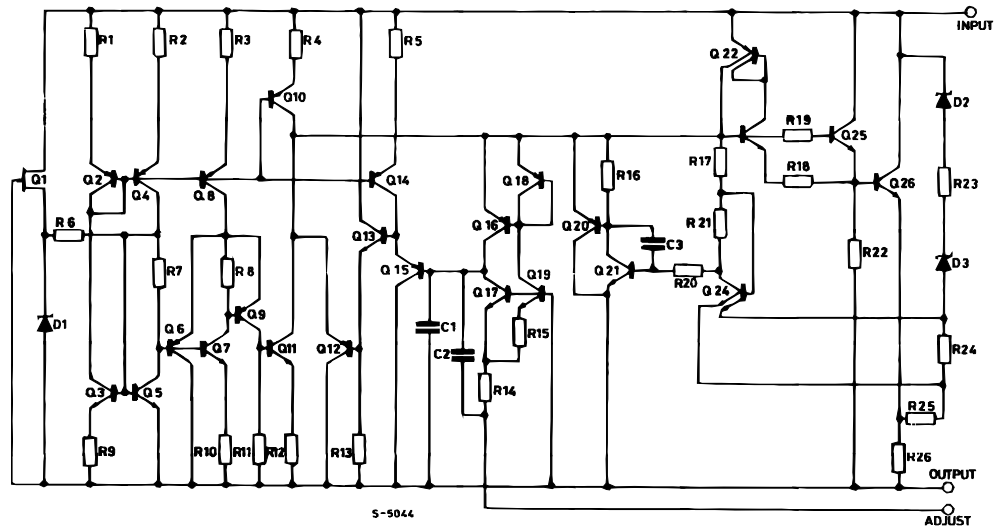 INPUT
R1 R2 R3 R4 R5
Q22
Q10
D2
R19
Q25
R17 R18
Q1 Q2 Q4 Q8 Q14 Q18 R16 Q26 R23
R6 Q13 Q16 Q20 R21
C3 R22
R7 R8 Q15 Q19 Q21 R20 Q24 D3
Q17
Q9
D1 Q6 Q7 Q11 Q12 C1 R15
C2 R24
Q3 Q5 R14
R25
R9 R10 R11 R12 R13 R26
OUTPUT
S-5044
ADJUST